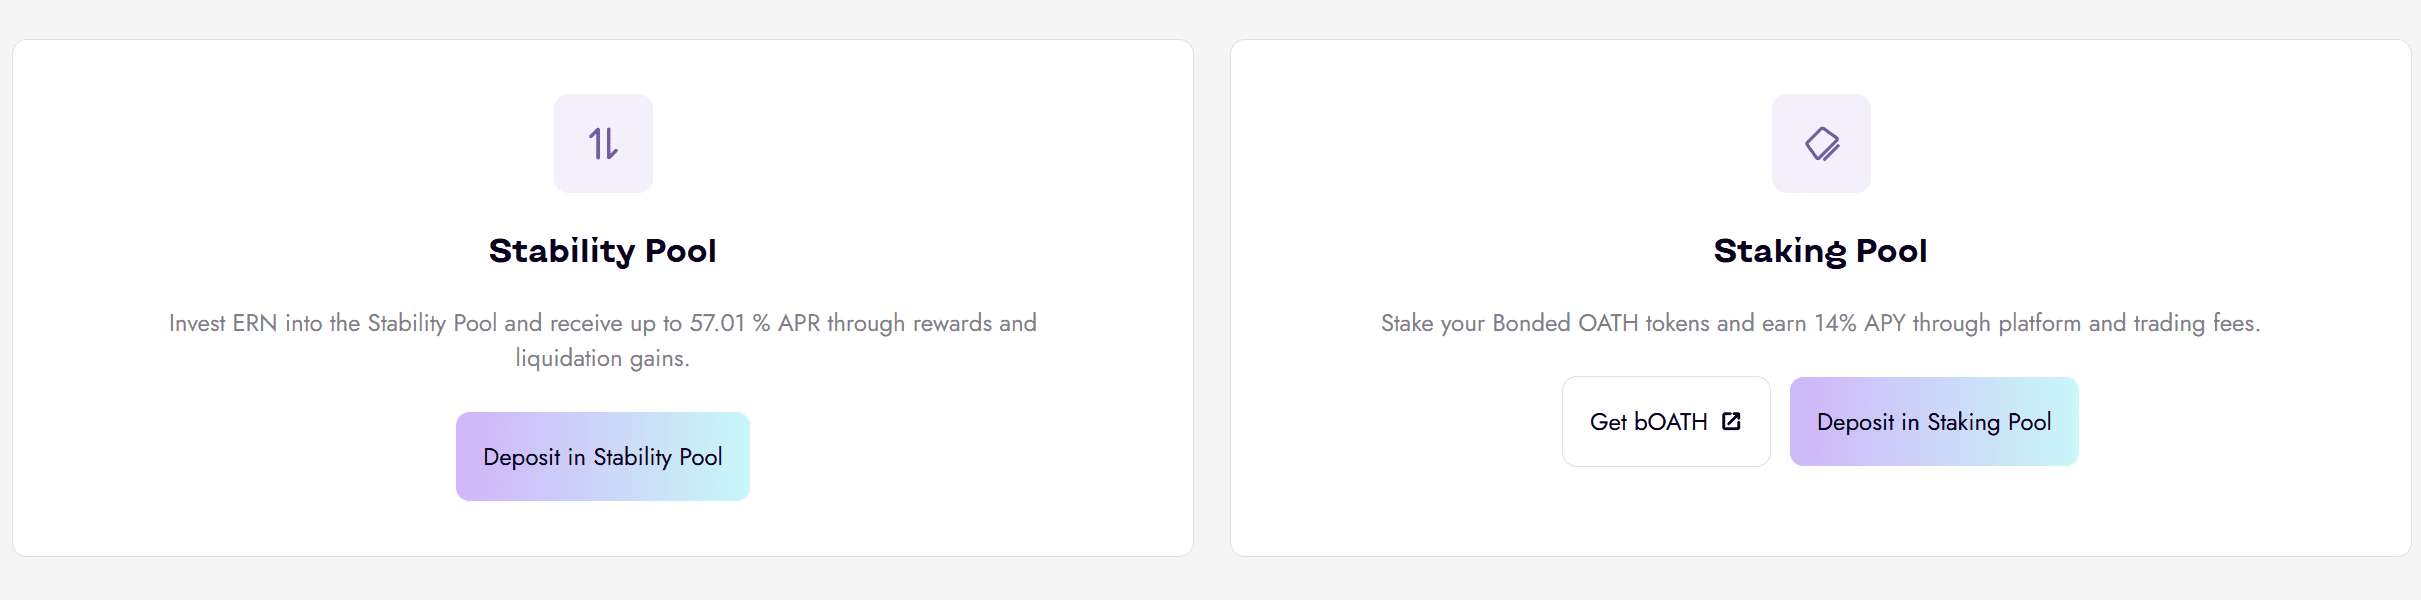 Stability Pool
Invest ERN into the Stability Pool and receive up to 57.01 % APR through rewards and
liquidation gains.
Deposit in Stability Pool
Staking Pool
Stake your Bonded OATH tokens and earn 14% APY through platform and trading fees.
Get bOATH
Deposit in Staking Pool